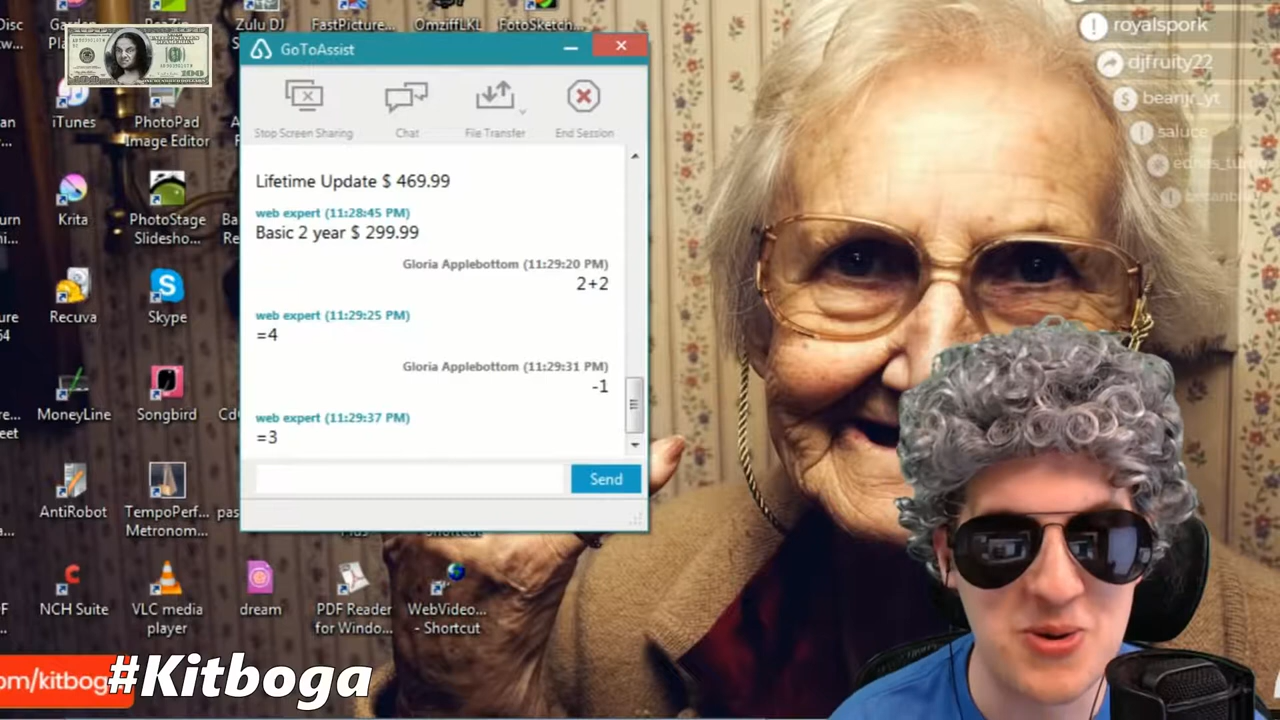 Zulu DJ
FastPicture...
OmziffLKL
FotoSketch...
GoToAssist
royalspork
djfruity22
beanjr_yt
saluce
iTunes
PhotoPad
Image Editor
Stop Screen Sharing
Chat
File Transfer
End Session
Lifetime Update $ 469.99
web expert (11:28:45 PM)
Basic 2 year $ 299.99
Gloria Applebottom (11:29:20 PM)
2+2
web expert (11:29:25 PM)
=4
Gloria Applebottom (11:29:31 PM)
-1
web expert (11:29:37 PM)
=3
Send
Krita
PhotoStage
Slidesho...
Recuva
Skype
MoneyLine
Songbird
AntiRobot
TempoPerf...
Metronom...
NCH Suite
VLC media
player
dream
PDF Reader
for Windo...
WebVideo...
- Shortcut
om/kitbog
#Kitboga